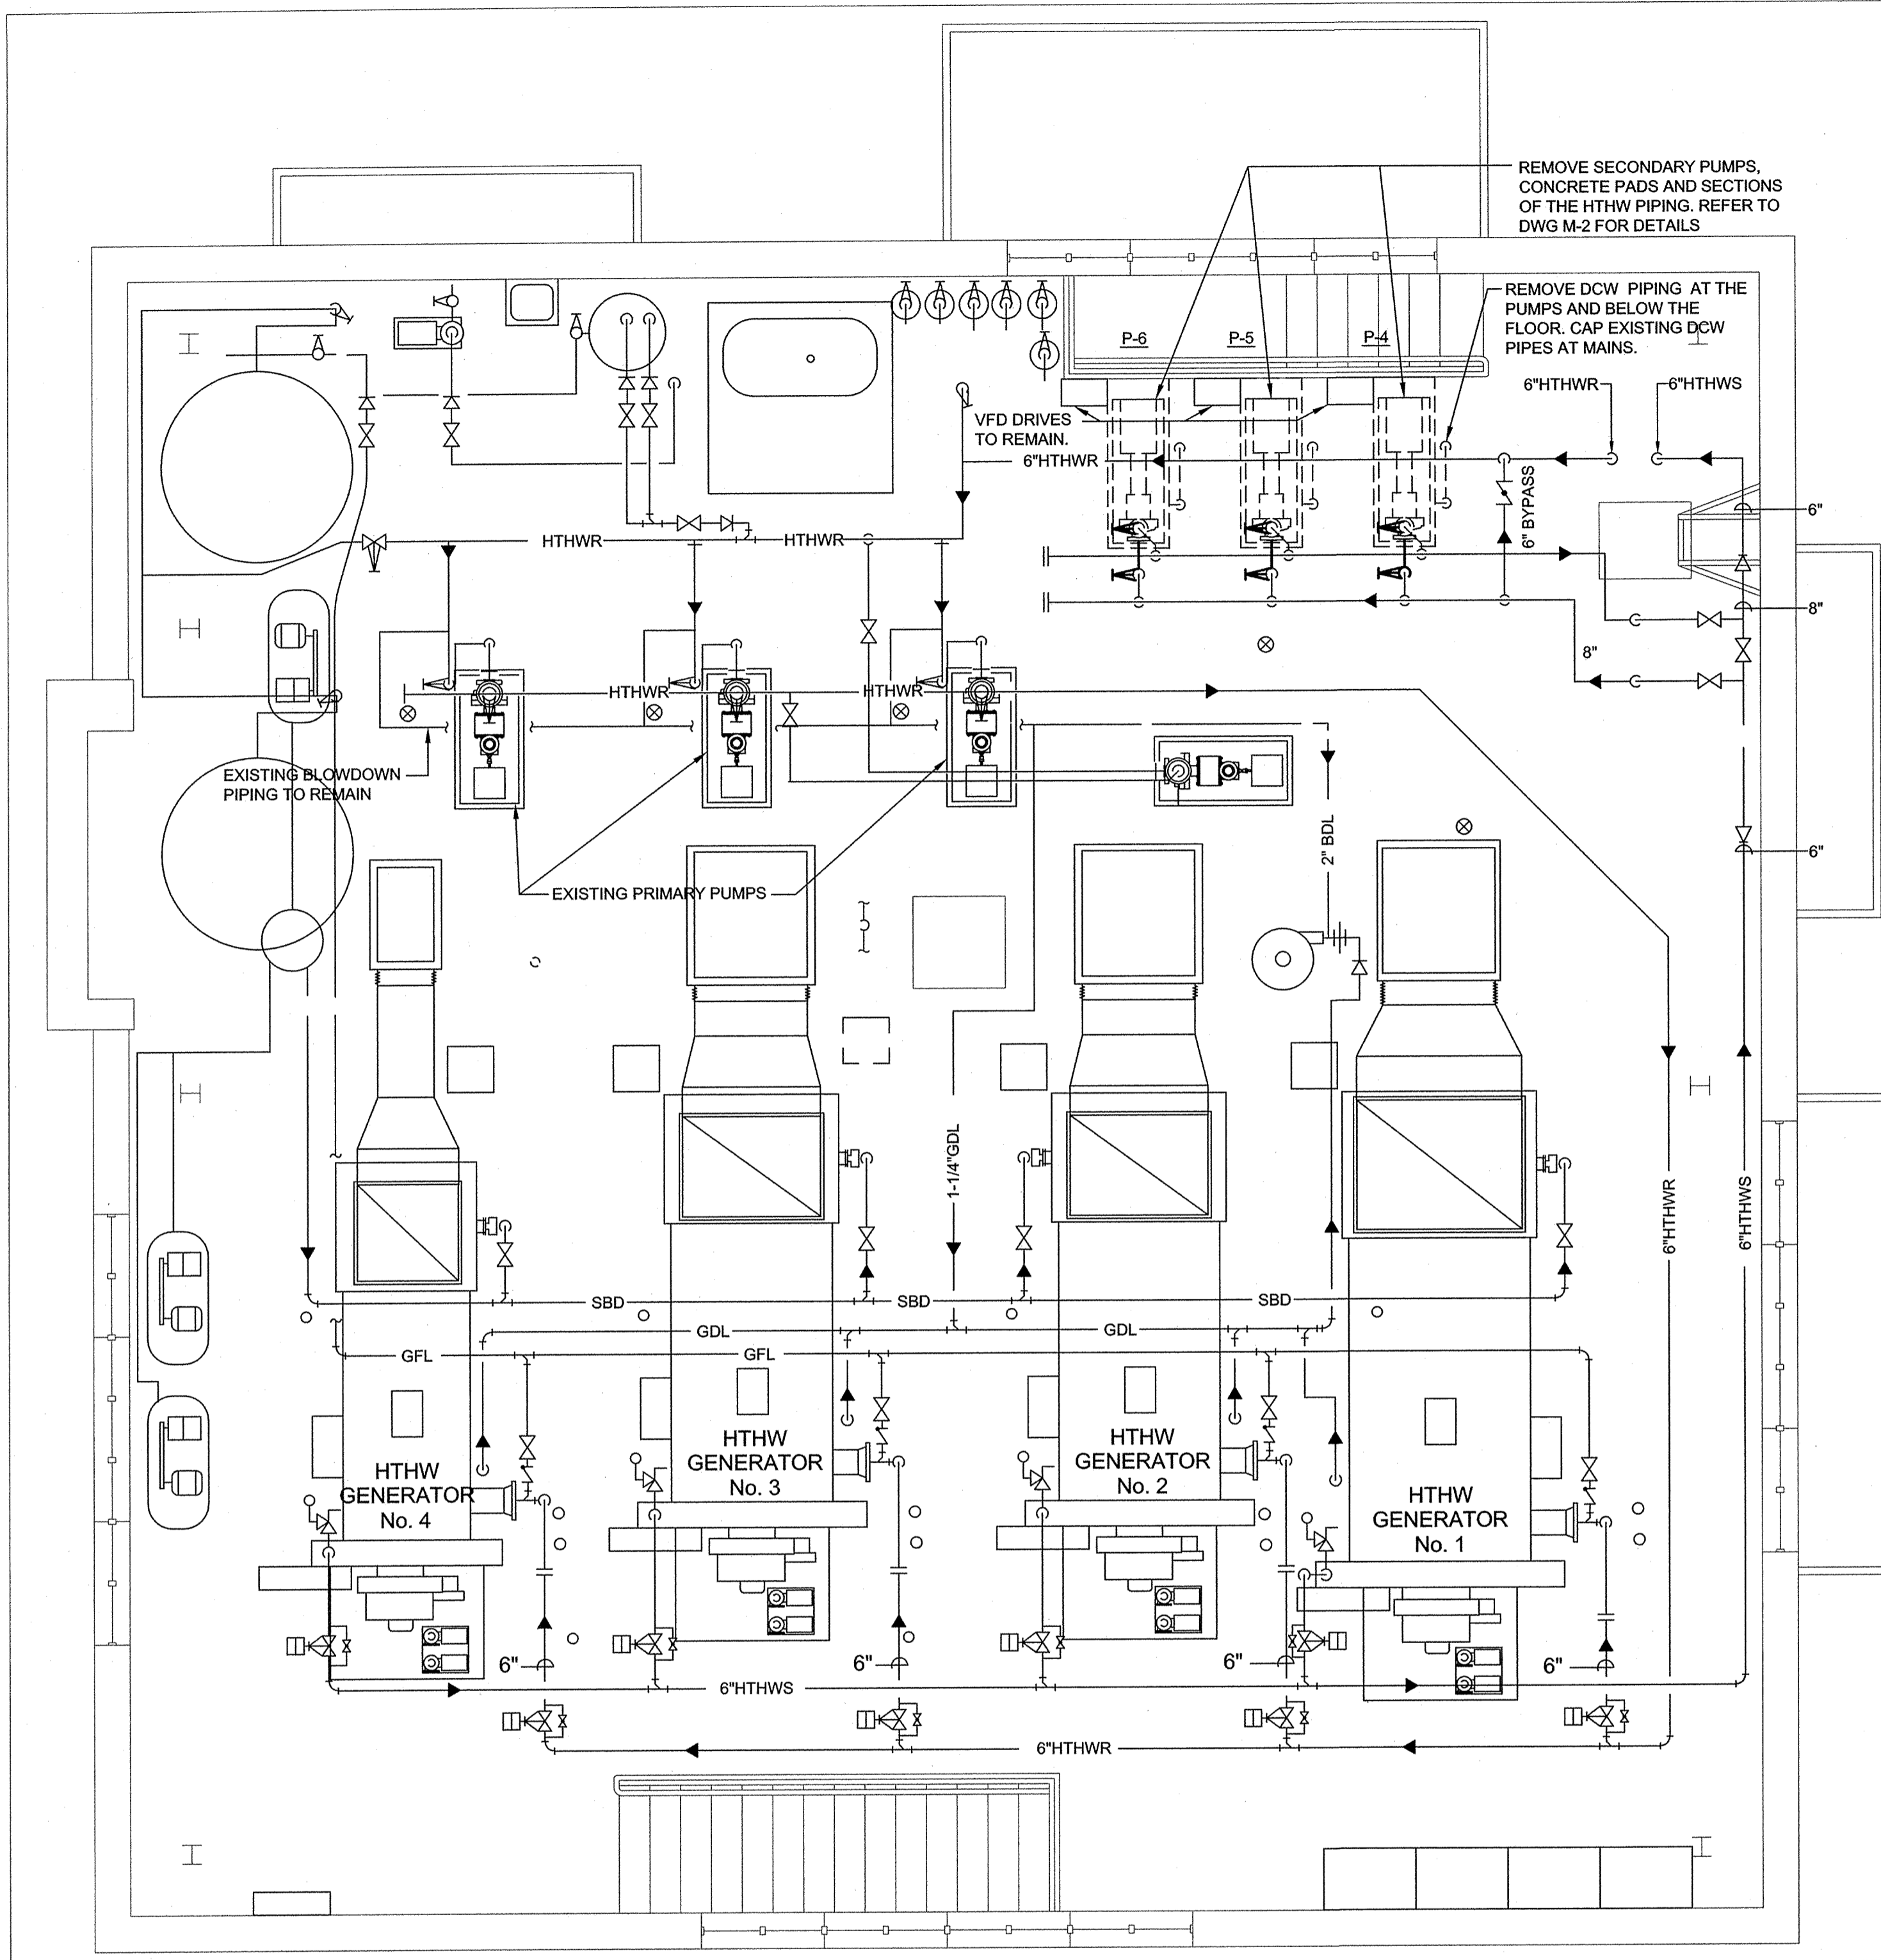 REMOVE SECONDARY PUMPS,
CONCRETE PADS AND SECTIONS
OF THE HTHW PIPING. REFER TO
DWG M-2 FOR DETAILS
REMOVE DCW PIPING AT THE
PUMPS AND BELOW THE
FLOOR. CAP EXISTING DCW
PIPES AT MAINS.
P-6
P-5
P-4
6"HTHWR
6"HTHWS
VFD DRIVES
TO REMAIN.
6"HTHWR
6" BYPASS
6"
HTHWR
HTHWR
8"
8"
HTHWR
HTHWR
EXISTING BLOWDOWN
PIPING TO REMAIN
2" BDL
6"
EXISTING PRIMARY PUMPS
1-1/4"GDL
6"HTHWR
6"HTHWS
SBD
SBD
SBD
GDL
GDL
GFL
GFL
HTHW
GENERATOR
No. 4
HTHW
GENERATOR
No. 3
HTHW
GENERATOR
No. 2
HTHW
GENERATOR
No. 1
6"
6"
6"
6"
6"HTHWS
6"HTHWR